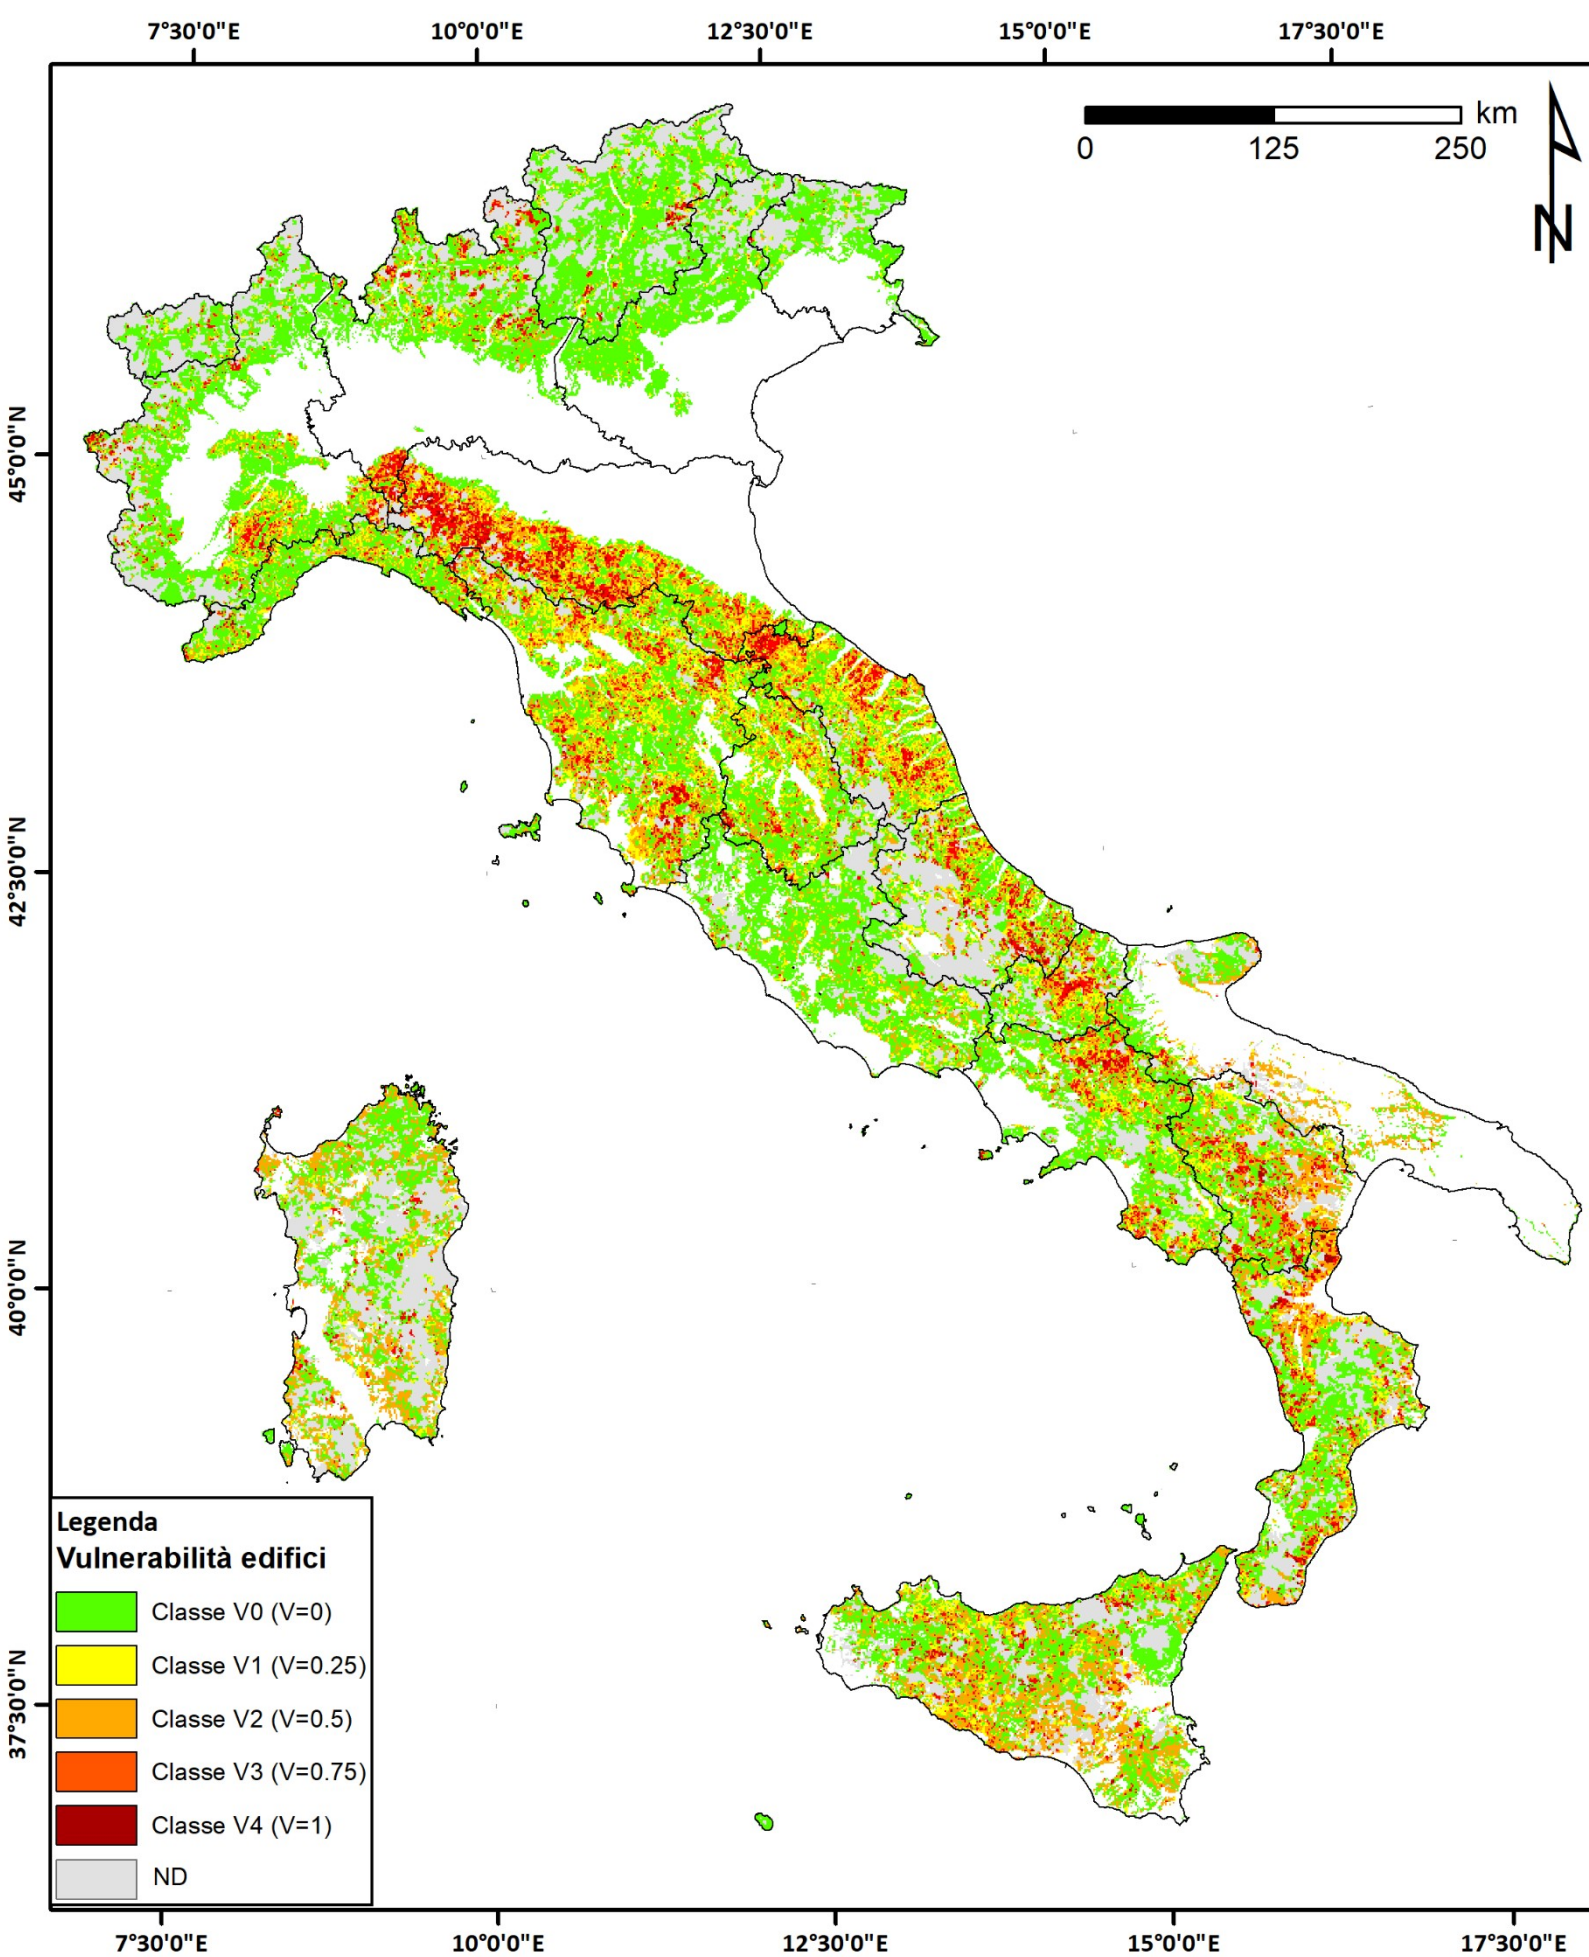 7°30'0"E 10°0'0"E 12°30'0"E 15°0'0"E 17°30'0"E
km
0 125 250
N
45°0'0"N
42°30'0"N
40°0'0"N
37°30'0"N
Legenda
Vulnerabilità edifici
Classe V0 (V=0)
Classe V1 (V=0.25)
Classe V2 (V=0.5)
Classe V3 (V=0.75)
Classe V4 (V=1)
ND
7°30'0"E 10°0'0"E 12°30'0"E 15°0'0"E 17°30'0"E